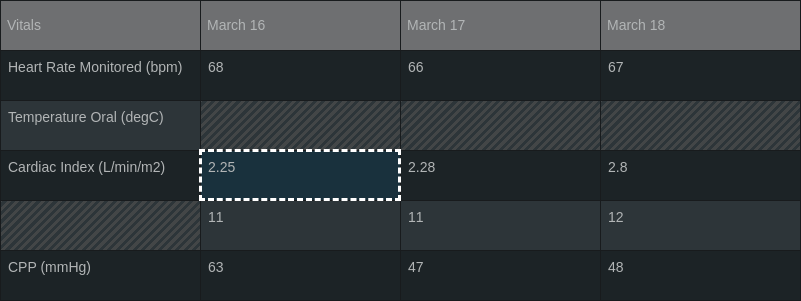 Vitals March 16 March 17 March 18
Heart Rate Monitored (bpm) 68 66 67
Temperature Oral (degC)
Cardiac Index (L/min/m2) 2.25 2.28 2.8
11 11 12
CPP (mmHg) 63 47 48